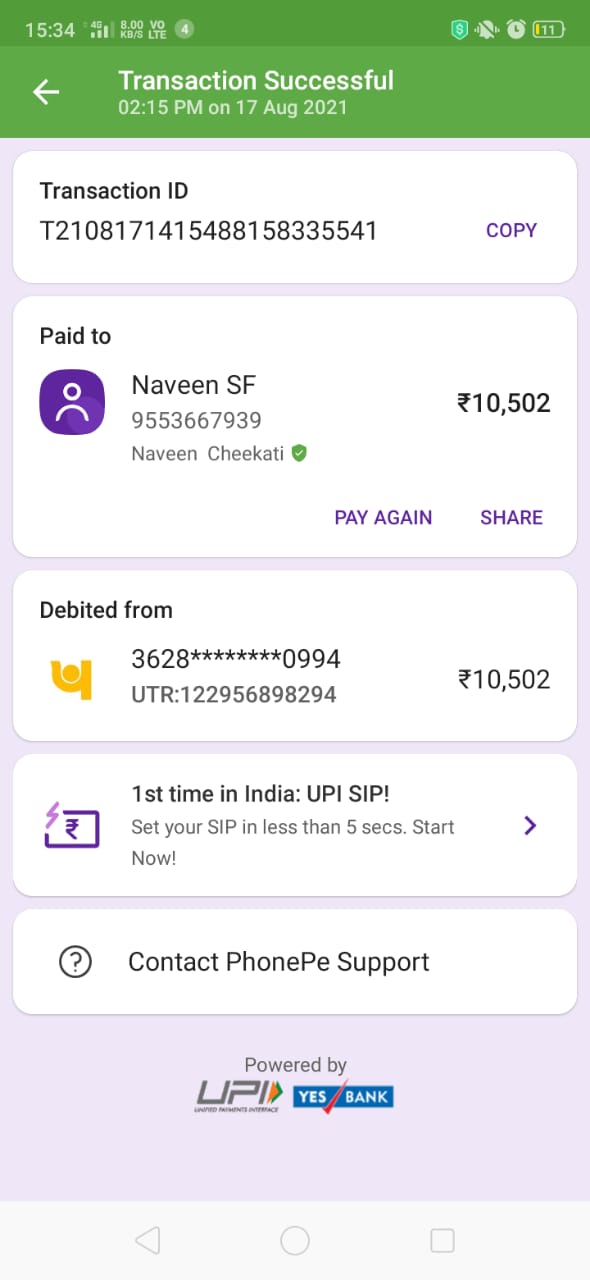 15:34 4G 8.00 KB/S VO LTE 4 11
Transaction Successful
02:15 PM on 17 Aug 2021
Transaction ID
T2108171415488158335541 COPY
Paid to
Naveen SF
9553667939
Naveen Cheekati
₹10,502
PAY AGAIN SHARE
Debited from
3628********0994
UTR:122956898294
₹10,502
1st time in India: UPI SIP!
Set your SIP in less than 5 secs. Start
Now!
Contact PhonePe Support
Powered by
UPI YES BANK
UNIFIED PAYMENTS INTERFACE